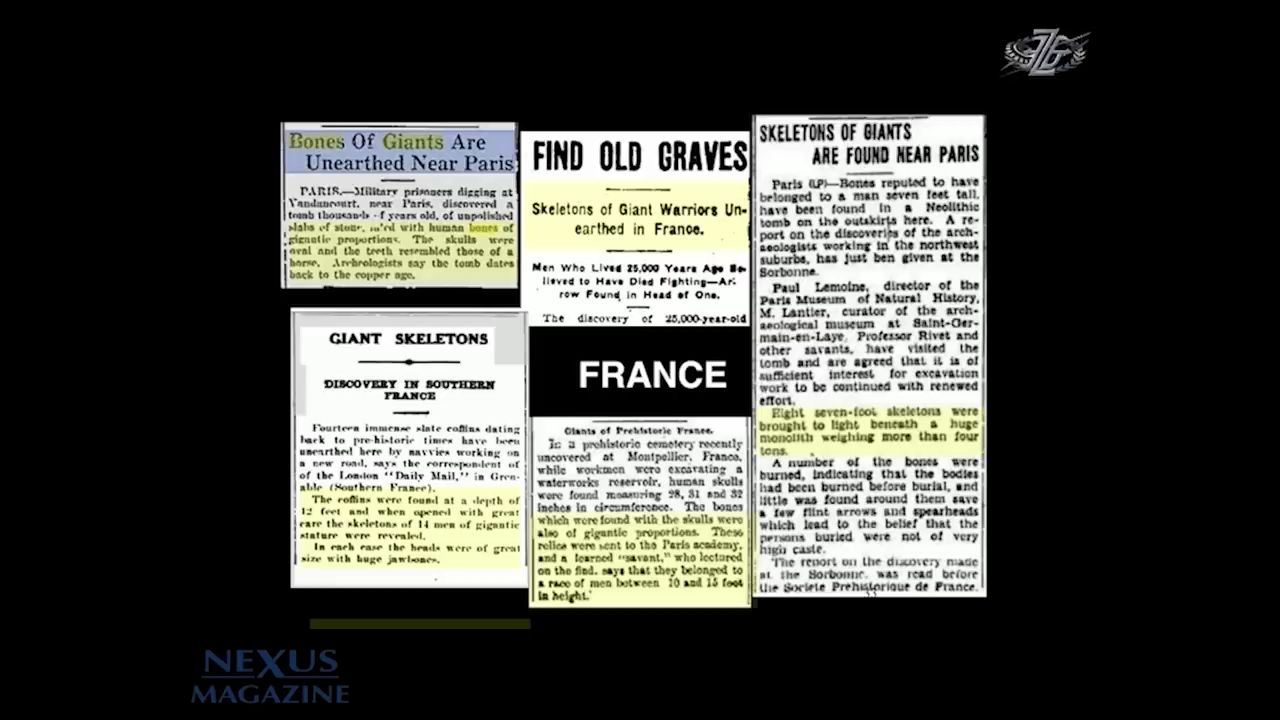 Bones Of Giants Are
Unearthed Near Paris
PARIS.—Military prisoners digging at
Vandancourt, near Paris, discovered a
tomb thousands of years old, of unpolished
slabs of stone, with human bones of
gigantic proportions. The skulls were
oval and the teeth resembled those of a
horse. Archeologists say the tomb dates
back to the copper age.
GIANT SKELETONS
DISCOVERY IN SOUTHERN
FRANCE
Fourteen immense slate coffins dating
back to pre-historic times have been
unearthed here by navvies working on
a new road, says the correspondent of
of the London "Daily Mail," in Gren-
able (Southern France).
The coffins were found at a depth of
12 feet and when opened with great
care the skeletons of 14 men of gigantic
stature were revealed.
In each case the heads were of great
size with huge jawbones.
FIND OLD GRAVES
Skeletons of Giant Warriors Un-
earthed in France.
Men Who Lived 25,000 Years Ago Be-
lieved to Have Died Fighting—Ar-
row Found in Head of One.
The discovery of 25,000-year-old
FRANCE
Giants of Prehistoric France.
In a prehistoric cemetery recently
uncovered at Montpellier, France,
while workmen were excavating a
waterworks reservoir, human skulls
were found measuring 28, 31 and 32
inches in circumference. The bones
which were found with the skulls were
also of gigantic proportions. These
relics were sent to the Paris academy,
and a learned "savant," who lectured
on the find, says that they belonged to
a race of men between 10 and 15 feet
in height.
SKELETONS OF GIANTS
ARE FOUND NEAR PARIS
Paris (LP)—Bones reputed to have
belonged to a man seven feet tall,
have been found in a Neolithic
tomb on the outskirts here. A re-
port on the discoveries of the arch-
aeologists working in the northwest
suburbs, has just ben given at the
Sorbonne.
Paul Lemoine, director of the
Paris Museum of Natural History,
M. Lantier, curator of the arch-
aeological museum at Saint-Ger-
main-en-Laye, Professor Rivet and
other savants, have visited the
tomb and are agreed that it is of
sufficient interest for excavation
work to be continued with renewed
effort.
Eight seven-foot skeletons were
brought to light beneath a huge
monolith weighing more than four
tons.
A number of the bones were
burned, indicating that the bodies
had been burned before burial, and
little was found around them save
a few flint arrows and spearheads
which lead to the belief that the
persons buried were not of very
high caste.
The report on the discovery made
at the Sorbonne, was read before
the Societe Prehistorique de France.
NEXUS
MAGAZINE